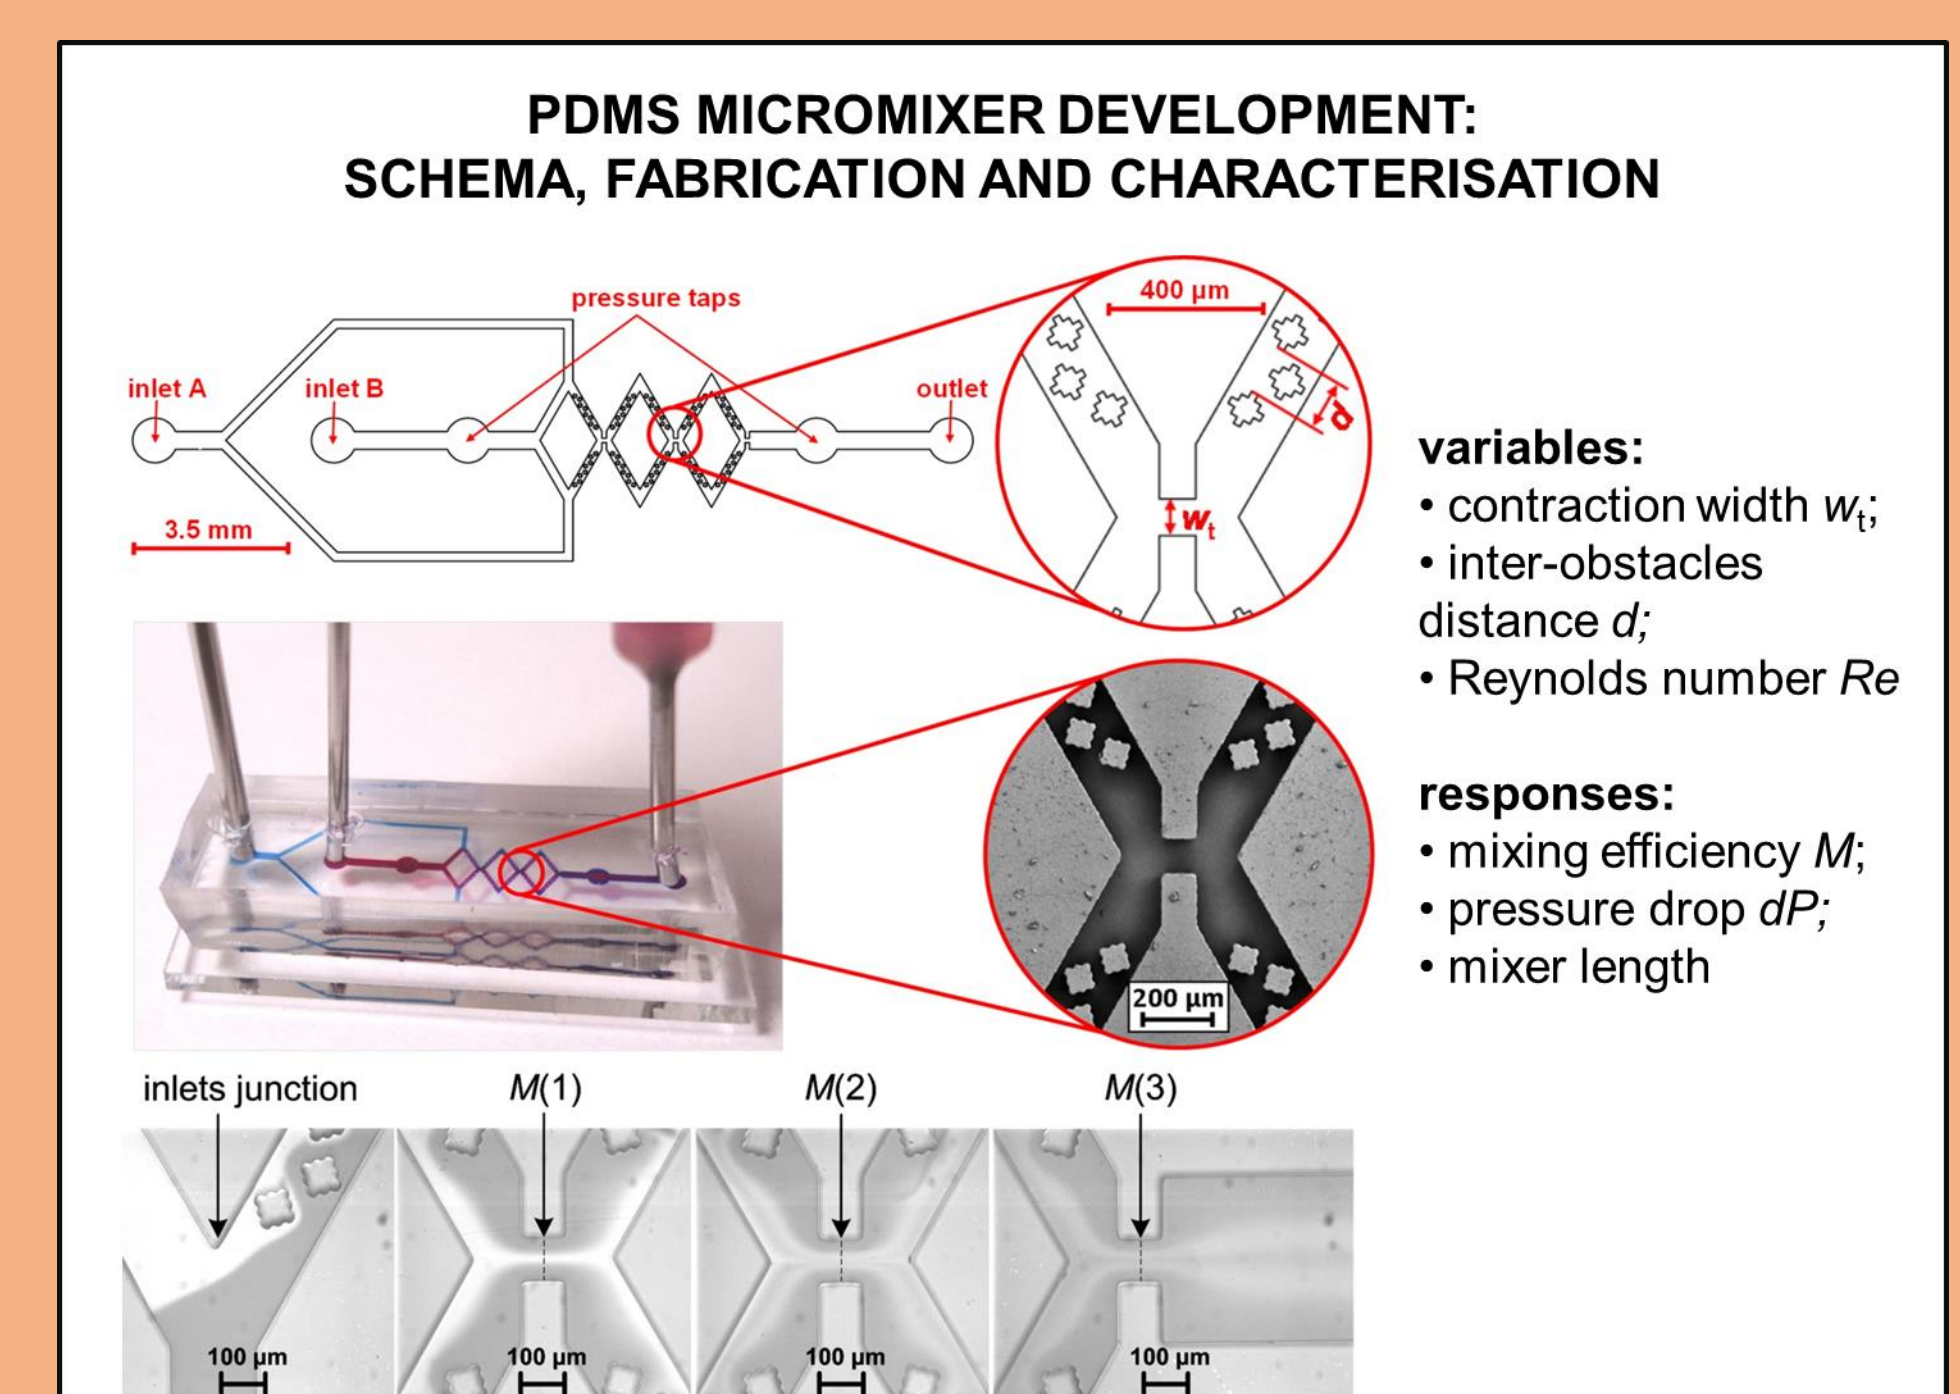 PDMS MICROMIXER DEVELOPMENT:
SCHEMA, FABRICATION AND CHARACTERISATION
pressure taps
inlet A
inlet B
outlet
3.5 mm
400 µm
d
wt
variables:
• contraction width wt;
• inter-obstacles
distance d;
• Reynolds number Re
responses:
• mixing efficiency M;
• pressure drop dP;
• mixer length
200 µm
inlets junction
M(1)
M(2)
M(3)
100 µm
100 µm
100 µm
100 µm